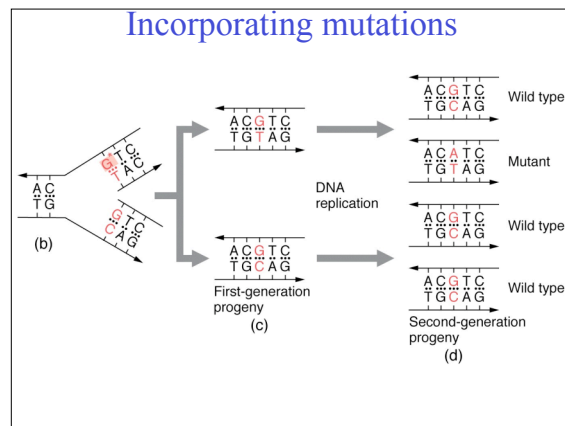 Incorporating mutations
A C
T G
G* T C
T A C
G T C
C A G
(b)
A C G T C
T G T A G
A C G T C
T G C A G
First-generation
progeny
(c)
DNA
replication
A C G T C
T G C A G
Wild type
A C A T C
T G T A G
Mutant
A C G T C
T G C A G
Wild type
A C G T C
T G C A G
Wild type
Second-generation
progeny
(d)